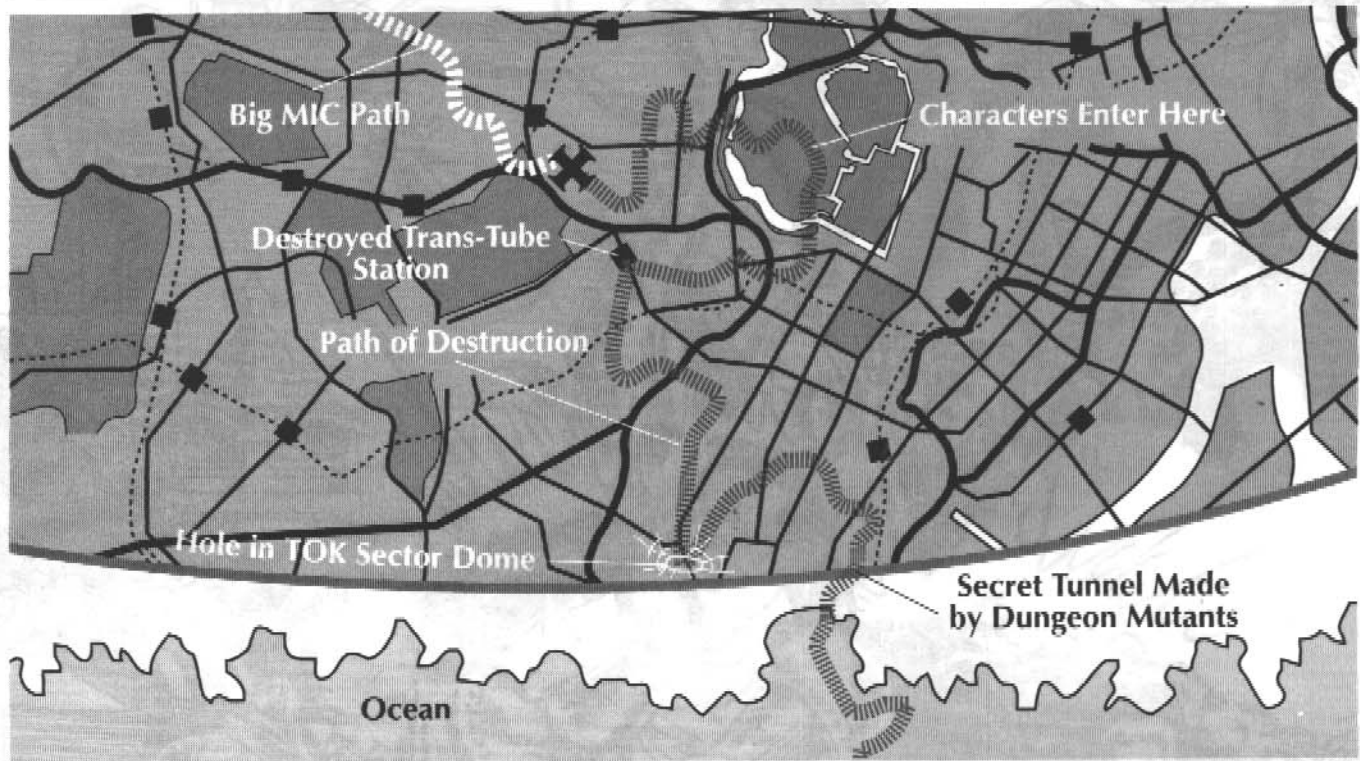 Big MIC Path
Characters Enter Here
Destroyed Trans-Tube
Station
Path of Destruction
Hole in TOK Sector Dome
Secret Tunnel Made
by Dungeon Mutants
Ocean